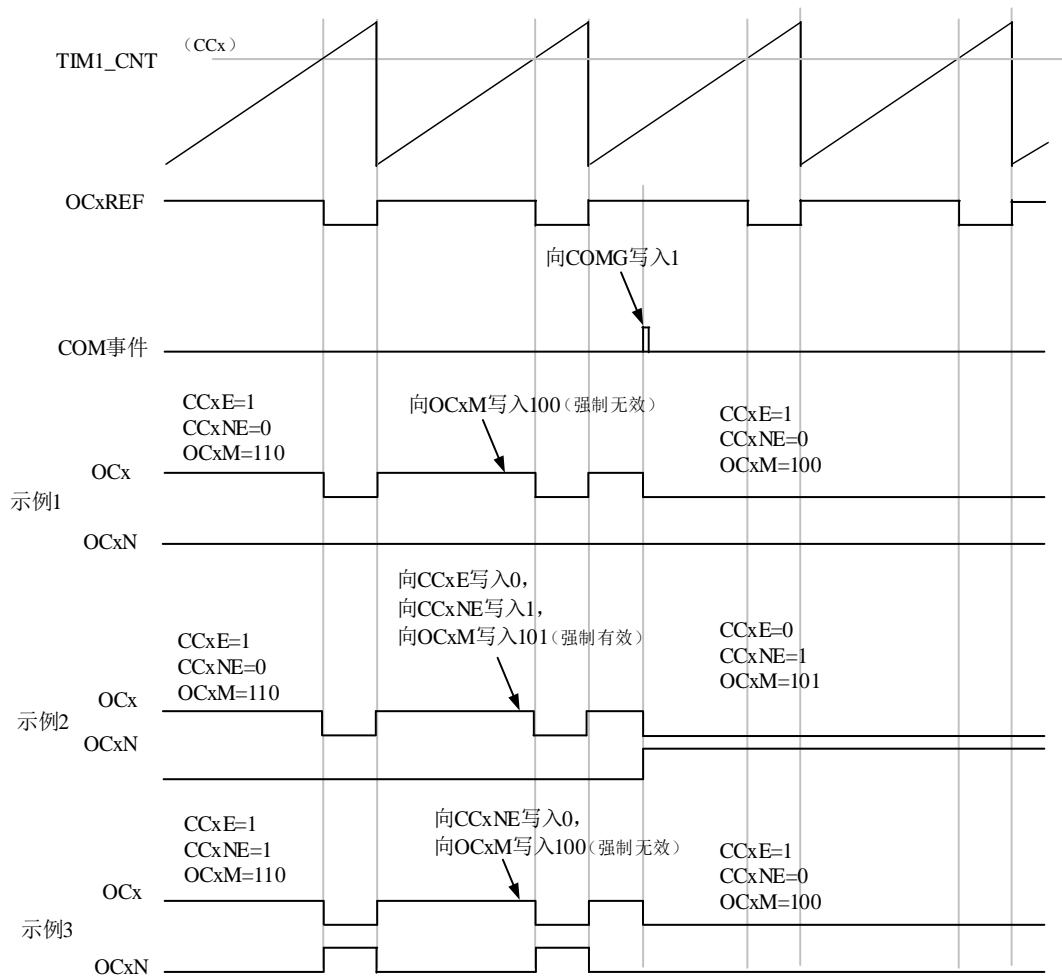 （CCx）
TIM1_CNT
OCxREF
向COMG写入1
COM事件
CCxE=1
CCxNE=0
OCxM=110
向OCxM写入100（强制无效）
CCxE=1
CCxNE=0
OCxM=100
OCx
示例1
OCxN
向CCxE写入0，
向CCxNE写入1，
向OCxM写入101（强制有效）
CCxE=1
CCxNE=0
OCxM=110
CCxE=0
CCxNE=1
OCxM=101
OCx
示例2
OCxN
CCxE=1
CCxNE=1
OCxM=110
向CCxNE写入0，
向OCxM写入100（强制无效）
CCxE=1
CCxNE=0
OCxM=100
OCx
示例3
OCxN